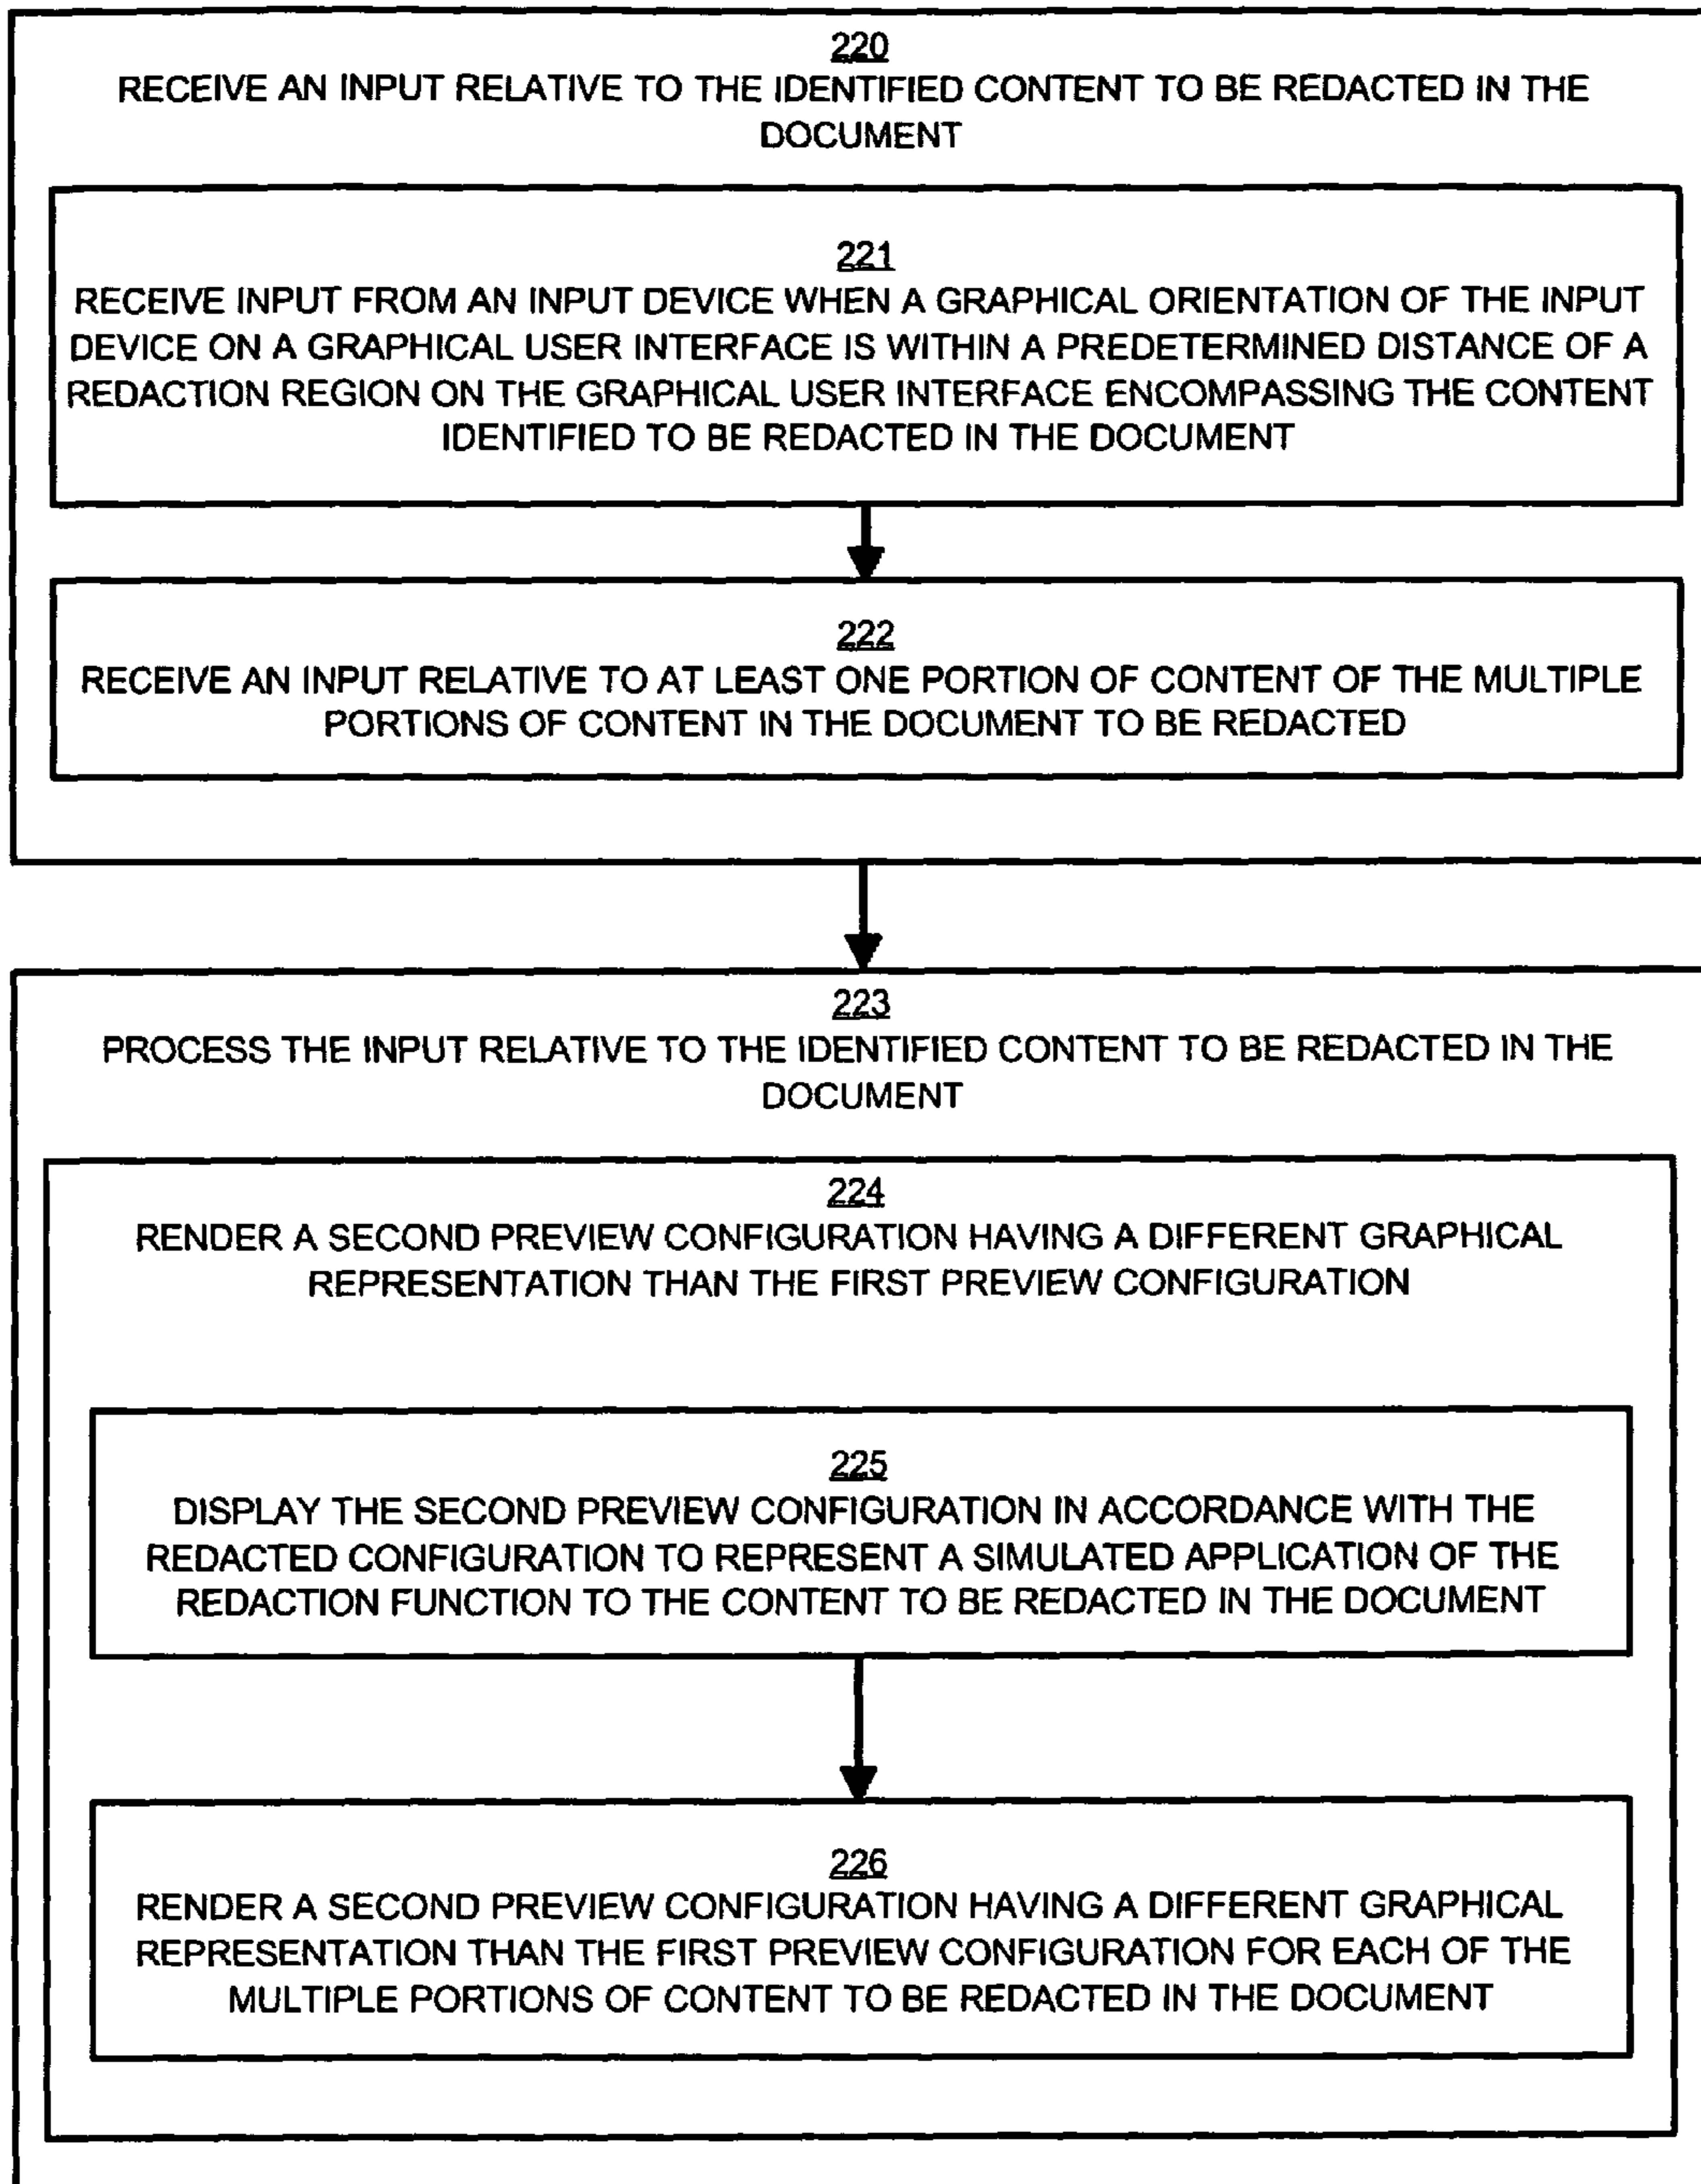 220
RECEIVE AN INPUT RELATIVE TO THE IDENTIFIED CONTENT TO BE REDACTED IN THE
DOCUMENT
221
RECEIVE INPUT FROM AN INPUT DEVICE WHEN A GRAPHICAL ORIENTATION OF THE INPUT
DEVICE ON A GRAPHICAL USER INTERFACE IS WITHIN A PREDETERMINED DISTANCE OF A
REDACTION REGION ON THE GRAPHICAL USER INTERFACE ENCOMPASSING THE CONTENT
IDENTIFIED TO BE REDACTED IN THE DOCUMENT
222
RECEIVE AN INPUT RELATIVE TO AT LEAST ONE PORTION OF CONTENT OF THE MULTIPLE
PORTIONS OF CONTENT IN THE DOCUMENT TO BE REDACTED
223
PROCESS THE INPUT RELATIVE TO THE IDENTIFIED CONTENT TO BE REDACTED IN THE
DOCUMENT
224
RENDER A SECOND PREVIEW CONFIGURATION HAVING A DIFFERENT GRAPHICAL
REPRESENTATION THAN THE FIRST PREVIEW CONFIGURATION
225
DISPLAY THE SECOND PREVIEW CONFIGURATION IN ACCORDANCE WITH THE
REDACTED CONFIGURATION TO REPRESENT A SIMULATED APPLICATION OF THE
REDACTION FUNCTION TO THE CONTENT TO BE REDACTED IN THE DOCUMENT
226
RENDER A SECOND PREVIEW CONFIGURATION HAVING A DIFFERENT GRAPHICAL
REPRESENTATION THAN THE FIRST PREVIEW CONFIGURATION FOR EACH OF THE
MULTIPLE PORTIONS OF CONTENT TO BE REDACTED IN THE DOCUMENT